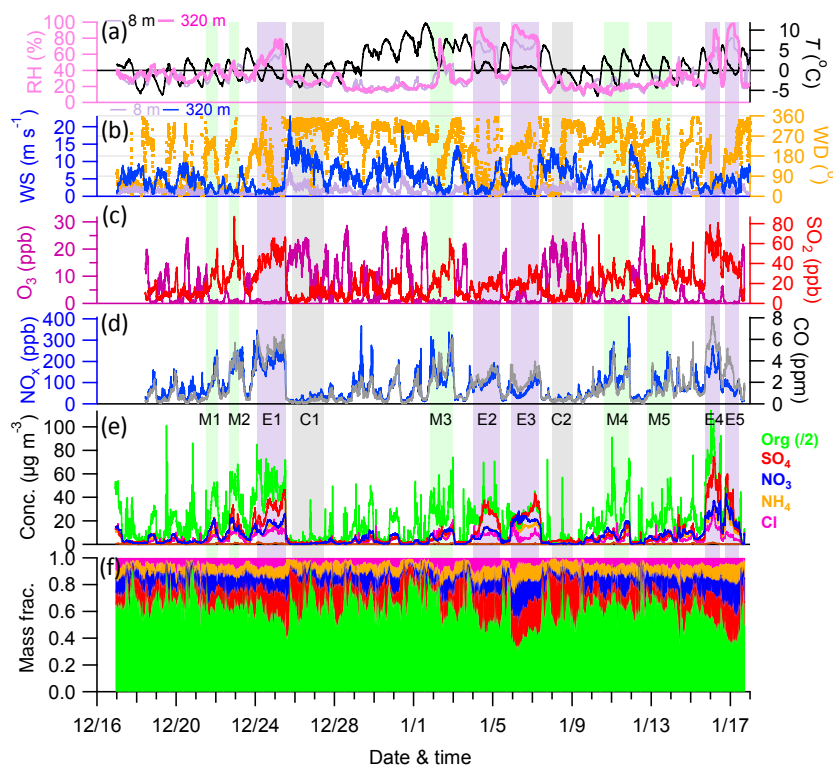 8 m 320 m
(a)
RH (%)
100
80
60
40
20
0
T (°C)
10
5
0
-5
8 m 320 m
(b)
WS (m s⁻¹)
20
15
10
5
0
WD (°)
360
270
180
90
0
(c)
O₃ (ppb)
30
20
10
0
SO₂ (ppb)
80
60
40
20
0
(d)
NOₓ (ppb)
400
300
200
100
0
CO (ppm)
8
6
4
2
0
M1 M2 E1 C1 M3 E2 E3 C2 M4 M5 E4 E5
(e)
Conc. (µg m⁻³)
100
80
60
40
20
0
Org (/2)
SO₄
NO₃
NH₄
Cl
(f)
Mass frac.
1.0
0.8
0.6
0.4
0.2
0.0
12/16 12/20 12/24 12/28 1/1 1/5 1/9 1/13 1/17
Date & time